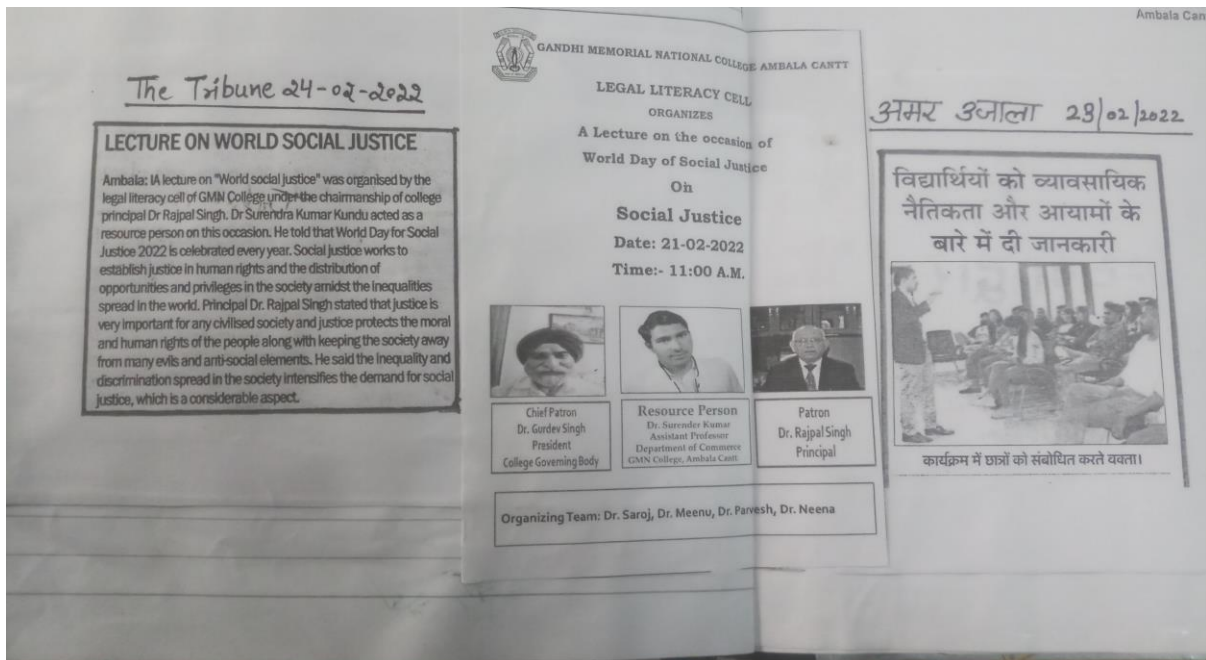 The Tribune 24-02-2022
LECTURE ON WORLD SOCIAL JUSTICE
Ambala: IA lecture on "World social justice" was organised by the
legal literacy cell of GMN College under the chairmanship of college
principal Dr Rajpal Singh. Dr Surendra Kumar Kundu acted as a
resource person on this occasion. He told that World Day for Social
Justice 2022 is celebrated every year. Social justice works to
establish justice in human rights and the distribution of
opportunities and privileges in the society amidst the inequalities
spread in the world. Principal Dr. Rajpal Singh stated that justice is
very important for any civilised society and justice protects the moral
and human rights of the people along with keeping the society away
from many evils and anti-social elements. He said the inequality and
discrimination spread in the society intensifies the demand for social
justice, which is a considerable aspect.
GANDHI MEMORIAL NATIONAL COLLEGE AMBALA CANTT
LEGAL LITERACY CELL
ORGANIZES
A Lecture on the occasion of
World Day of Social Justice
On
Social Justice
Date: 21-02-2022
Time:- 11:00 A.M.
Chief Patron
Dr. Gurdev Singh
President
College Governing Body
Resource Person
Dr. Surender Kumar
Assistant Professor
Department of Commerce
GMN College, Ambala Cantt
Patron
Dr. Rajpal Singh
Principal
Organizing Team: Dr. Saroj, Dr. Meenu, Dr. Parvesh, Dr. Neena
Ambala Can
अमर उजाला 23/02/2022
विद्यार्थियों को व्यावसायिक
नैतिकता और आयामों के
बारे में दी जानकारी
कार्यक्रम में छात्रों को संबोधित करते वक्ता।